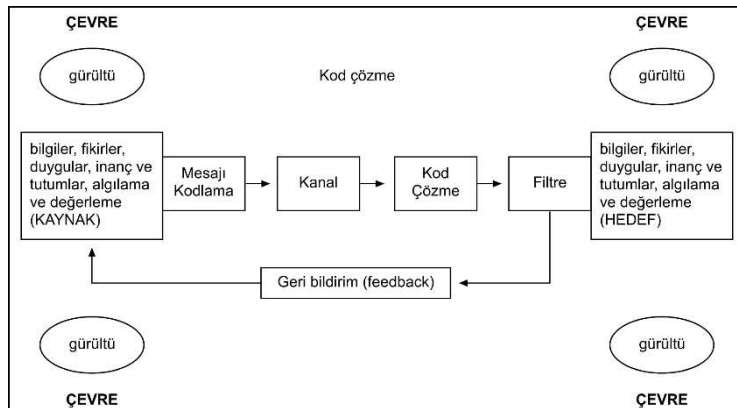 ÇEVRE
ÇEVRE
gürültü
Kod çözme
gürültü
bilgiler, fikirler,
duygular, inanç ve
tutumlar, algılama
ve değerleme
(KAYNAK)
Mesajı
Kodlama
Kanal
Kod
Çözme
Filtre
bilgiler, fikirler,
duygular, inanç ve
tutumlar, algılama
ve değerleme
(HEDEF)
Geri bildirim (feedback)
gürültü
gürültü
ÇEVRE
ÇEVRE